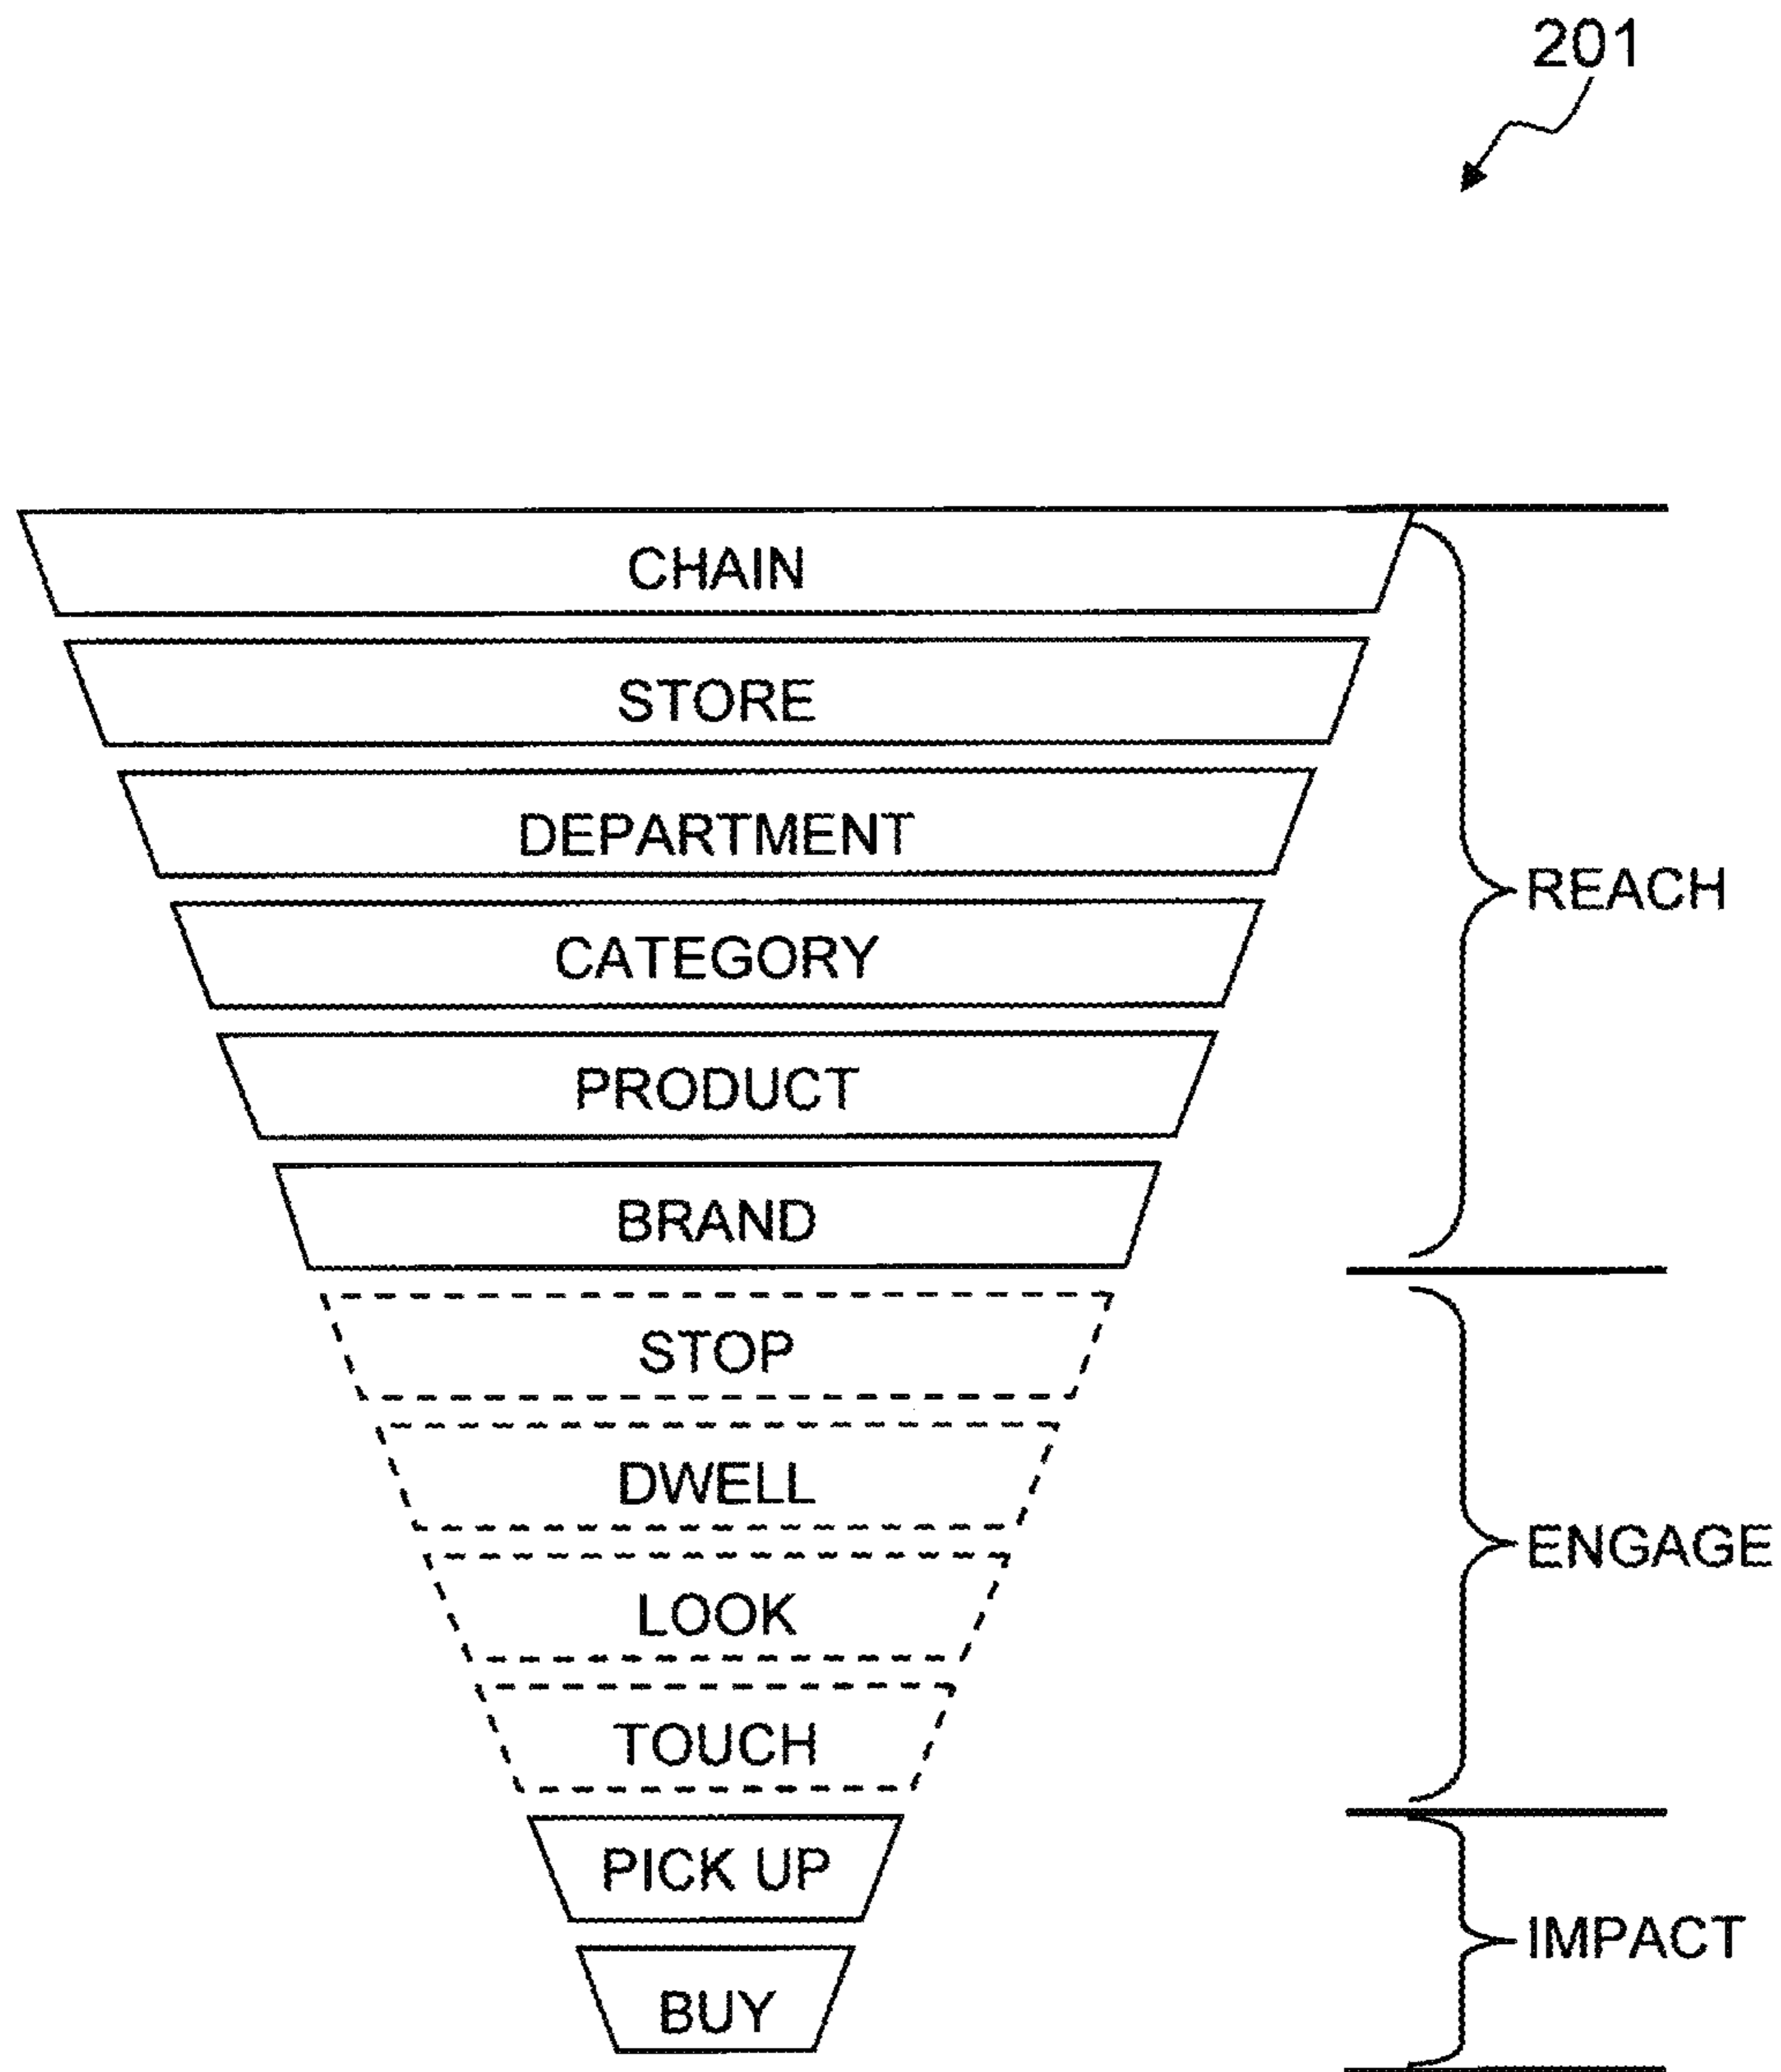 201
CHAIN
STORE
DEPARTMENT
CATEGORY
PRODUCT
BRAND
REACH
STOP
DWELL
LOOK
TOUCH
ENGAGE
PICK UP
BUY
IMPACT